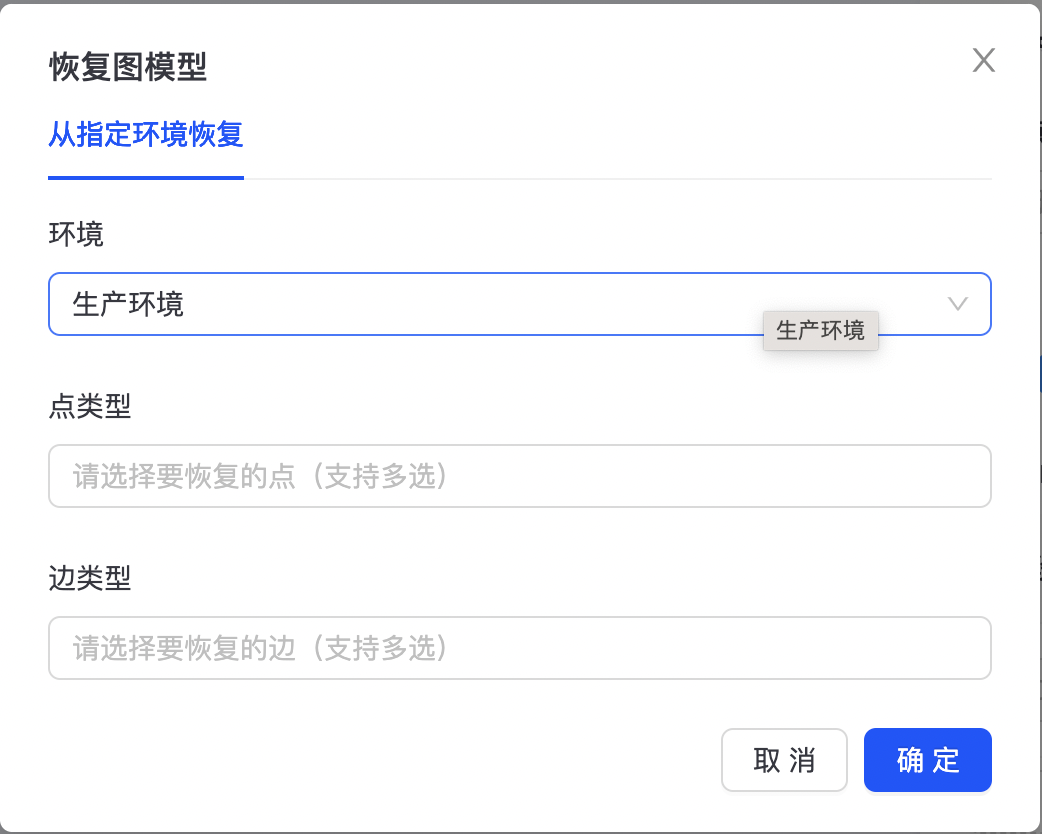 恢复图模型
从指定环境恢复
环境
生产环境
生产环境
点类型
请选择要恢复的点（支持多选）
边类型
请选择要恢复的边（支持多选）
取 消
确 定